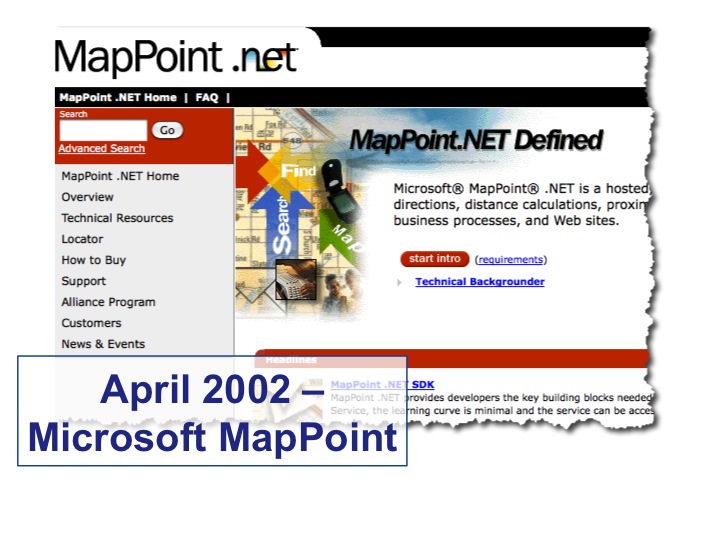 MapPoint .net
MapPoint .NET Home | FAQ |
Search
Go
Advanced Search
MapPoint .NET Home
Overview
Technical Resources
Locator
How to Buy
Support
Alliance Program
Customers
News & Events
Find
Search
Map
MapPoint.NET Defined
Microsoft® MapPoint® .NET is a hosted,
directions, distance calculations, proxin
business processes, and Web sites.
start intro (requirements)
Technical Backgrounder
Headlines
MapPoint .NET SDK
MapPoint .NET provides developers the key building blocks needed
Service, the learning curve is minimal and the service can be acces
April 2002 –
Microsoft MapPoint